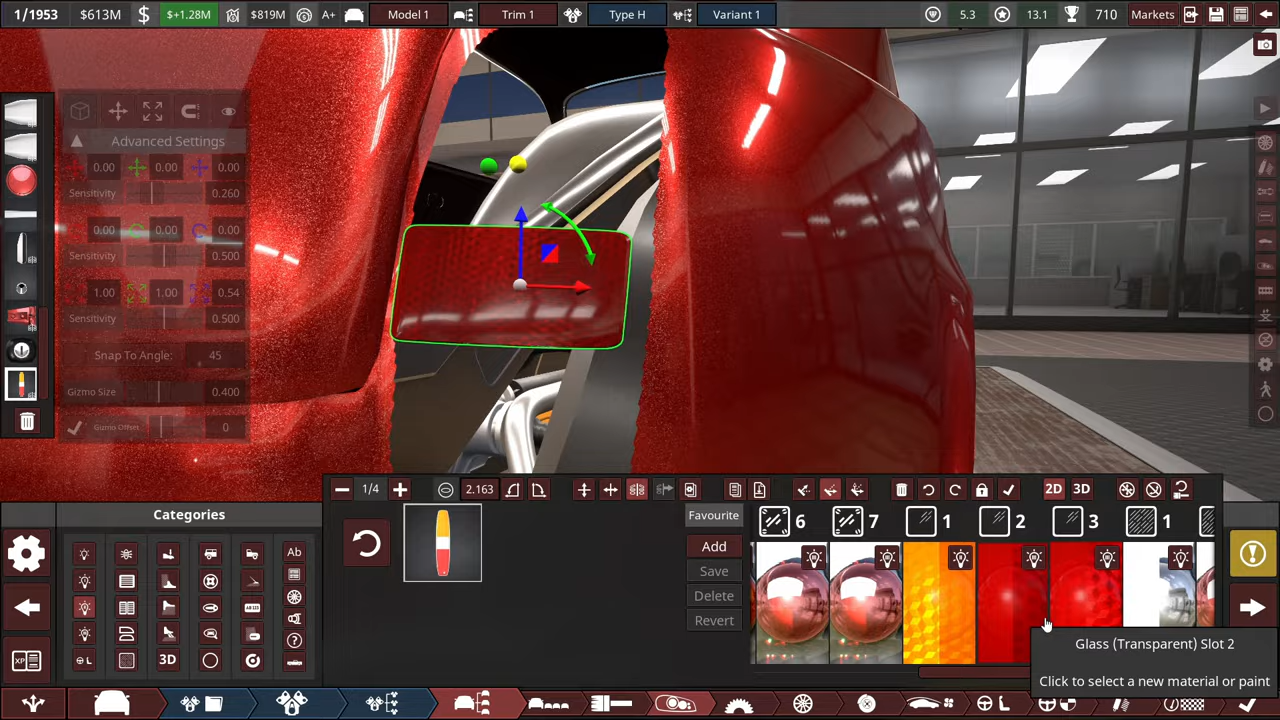 1/1953 $613M $ $+1.28M $819M A+ Model 1 Trim 1 Type H Variant 1 5.3 13.1 710 Markets
Advanced Settings
0.00 0.00 0.00
Sensitivity 0.260
0.00 0.00 0.00
Sensitivity 0.500
1.00 1.00 0.54
Sensitivity 0.500
Snap To Angle: 45
Gizmo Size 0.400
Gizmo Offset 0
1/4 2.163 2D 3D
Categories
Ab
3D
L
Favourite
Add
Save
Delete
Revert
6 7 1 2 3 1
Glass (Transparent) Slot 2
Click to select a new material or paint
XP
L